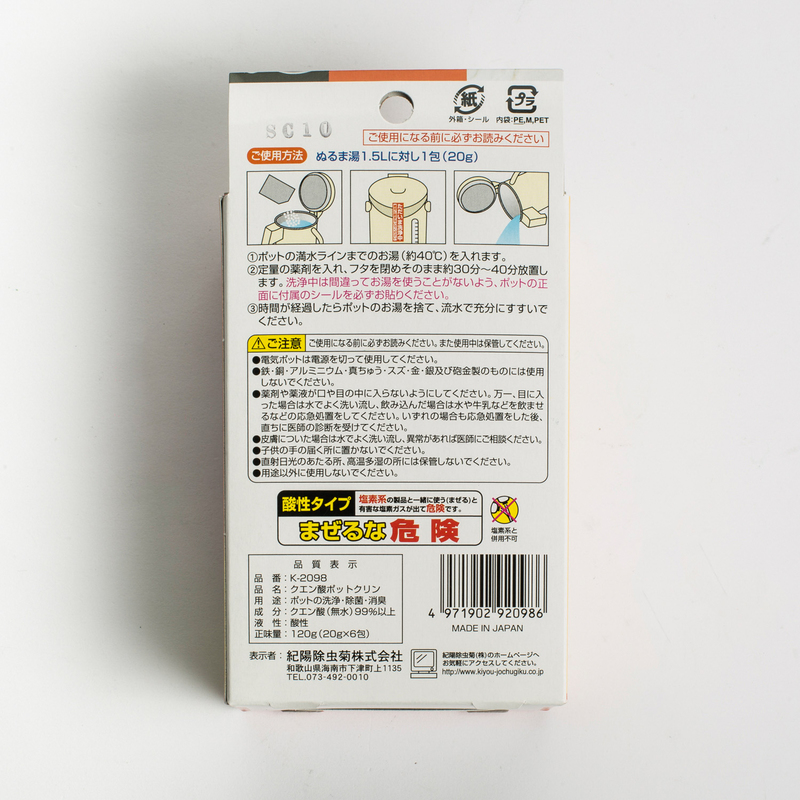 紙
プラ
外箱・シール 内袋:PE,M,PET
SC10
ご使用になる前に必ずお読みください
ご使用方法 ぬるま湯1.5Lに対し1包(20g)
ただいま洗浄中
①ポットの満水ラインまでのお湯(約40℃)を入れます。
②定量の薬剤を入れ、フタを閉めそのまま約30分〜40分放置し
ます。洗浄中は間違ってお湯を使うことがないよう、ポットの正
面に付属のシールを必ずお貼りください。
③時間が経過したらポットのお湯を捨て、流水で充分にすすいで
ください。
ご注意 ご使用になる前に必ずお読みください。また使用中は保管してください。
●電気ポットは電源を切って使用してください。
●鉄・銅・アルミニウム・真ちゅう・スズ・金・銀及び砲金製のものには使用
しないでください。
●薬剤や薬液が口や目の中に入らないようにしてください。万一、目に入
った場合は水でよく洗い流し、飲み込んだ場合は水や牛乳などを飲ませ
るなどの応急処置をしてください。いずれの場合も応急処置をした後、
直ちに医師の診断を受けてください。
●皮膚についた場合は水でよく洗い流し、異常があれば医師にご相談ください。
●子供の手の届く所に置かないでください。
●直射日光のあたる所、高温多湿の所には保管しないでください。
●用途以外に使用しないでください。
酸性タイプ 塩素系の製品と一緒に使う(まぜる)と
有害な塩素ガスが出て危険です。
まぜるな危険
塩素系と
併用不可
品質表示
品番:K-2098
品名:クエン酸ポットクリン
用途:ポットの洗浄・除菌・消臭
成分:クエン酸(無水)99%以上
液性:酸性
正味量:120g(20g×6包)
4 971902 920986
MADE IN JAPAN
表示者:紀陽除虫菊株式会社
和歌山県海南市下津町上1135
TEL.073-492-0010
紀陽除虫菊(株)のホームページへ
お気軽にアクセスしてください。
http://www.kiyou-jochugiku.co.jp